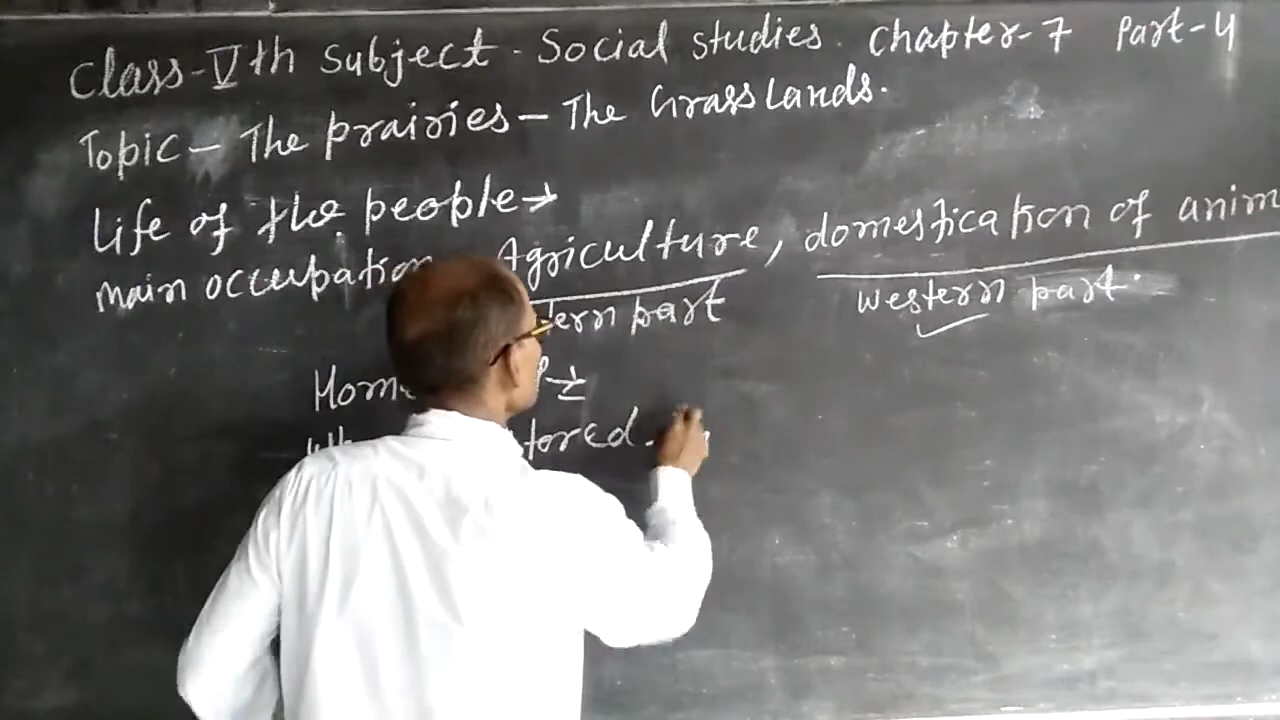 Class-Vth Subject - Social studies. Chapter-7 Part-4
Topic - The prairies - The GrassLands.
Life of the people →
main occupation Agriculture, domestication of anim
tern part western part.
Home
tored.